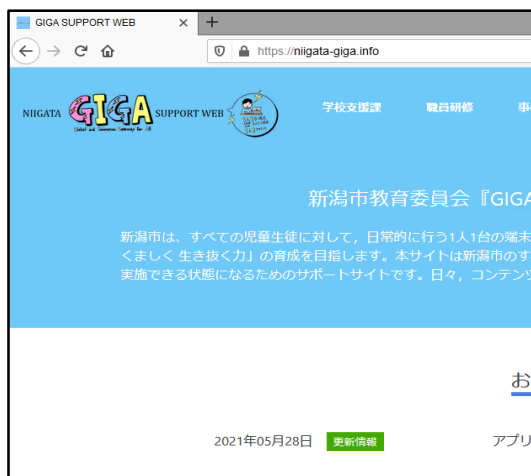 GIGA SUPPORT WEB
https://niigata-giga.info
NIIGATA GIGA SUPPORT WEB
Global and Innovation Gateway for All
学校支援課 職員研修
新潟市教育委員会『GIGA
新潟市は、すべての児童生徒に対して，日常的に行う1人1台の端末
くましく 生き抜く力」の育成を目指します。本サイトは新潟市のす
実施できる状態になるためのサポートサイトです。日々，コンテンツ
お
2021年05月28日 更新情報 アプリ